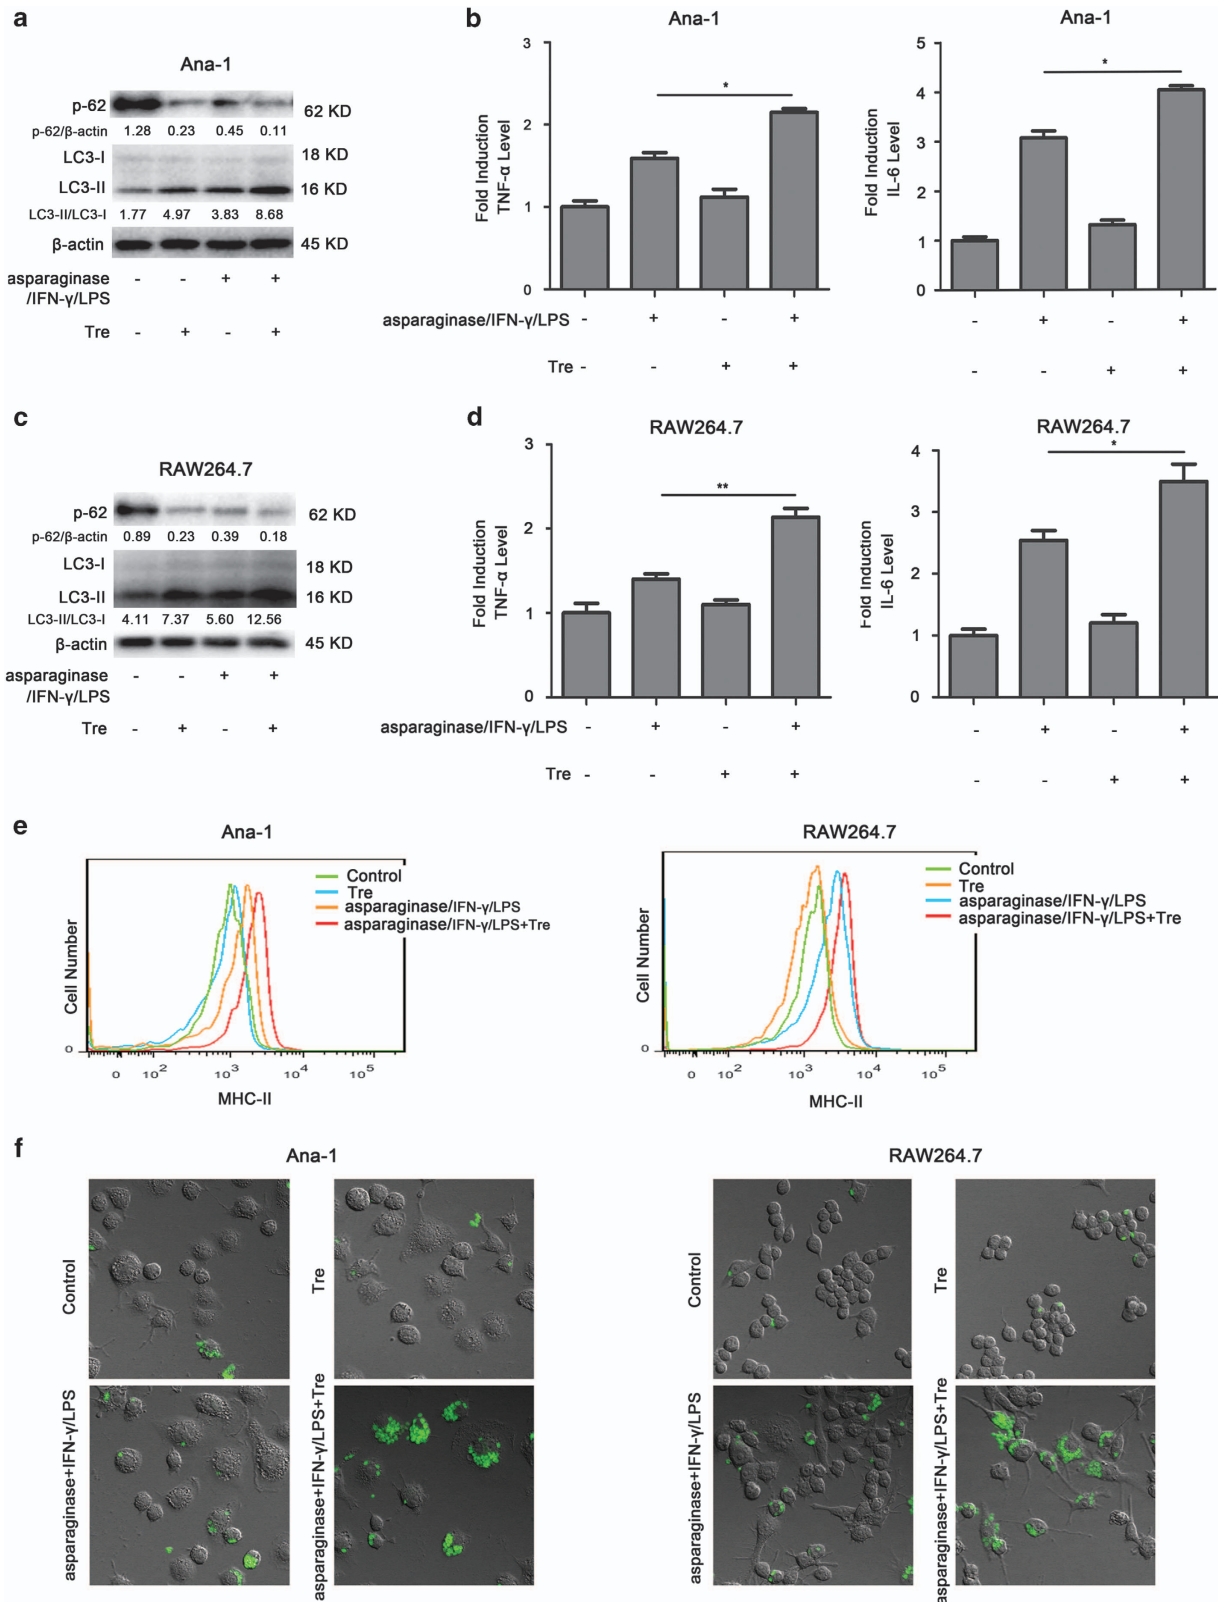 a
Ana-1
p-62
62 KD
p-62/β-actin 1.28 0.23 0.45 0.11
LC3-I
18 KD
LC3-II
16 KD
LC3-II/LC3-I 1.77 4.97 3.83 8.68
β-actin
45 KD
asparaginase - - + +
/IFN-γ/LPS
Tre - + - +
b
Ana-1
Fold Induction
TNF-α Level
3
2
1
0
*
asparaginase/IFN-γ/LPS - + - +
Tre - - + +
Ana-1
Fold Induction
IL-6 Level
5
4
3
2
1
0
*
- + - +
- - + +
c
RAW264.7
p-62
62 KD
p-62/β-actin 0.89 0.23 0.39 0.18
LC3-I
18 KD
LC3-II
16 KD
LC3-II/LC3-I 4.11 7.37 5.60 12.56
β-actin
45 KD
asparaginase - - + +
/IFN-γ/LPS
Tre - + - +
d
RAW264.7
Fold Induction
TNF-α Level
3
2
1
0
**
asparaginase/IFN-γ/LPS - + - +
Tre - - + +
RAW264.7
Fold Induction
IL-6 Level
4
3
2
1
0
*
- + - +
- - + +
e
Ana-1
Cell Number
Control
Tre
asparaginase/IFN-γ/LPS
asparaginase/IFN-γ/LPS+Tre
0
0 10² 10³ 10⁴ 10⁵
MHC-II
RAW264.7
Cell Number
Control
Tre
asparaginase/IFN-γ/LPS
asparaginase/IFN-γ/LPS+Tre
0
0 10² 10³ 10⁴ 10⁵
MHC-II
f
Ana-1
Control
Tre
asparaginase+IFN-γ/LPS
asparaginase+IFN-γ/LPS+Tre
RAW264.7
Control
Tre
asparaginase+IFN-γ/LPS
asparaginase+IFN-γ/LPS+Tre